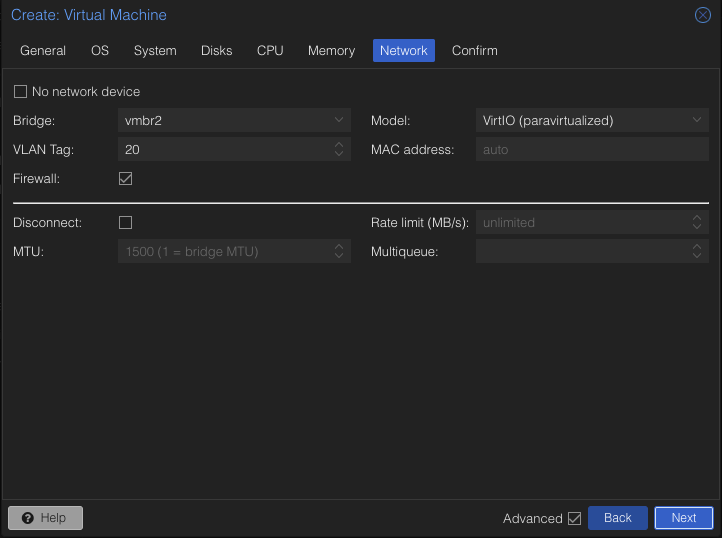 Create: Virtual Machine
General OS System Disks CPU Memory Network Confirm
No network device
Bridge: vmbr2 Model: VirtIO (paravirtualized)
VLAN Tag: 20 MAC address: auto
Firewall:
Disconnect: Rate limit (MB/s): unlimited
MTU: 1500 (1 = bridge MTU) Multiqueue:
? Help Advanced Back Next